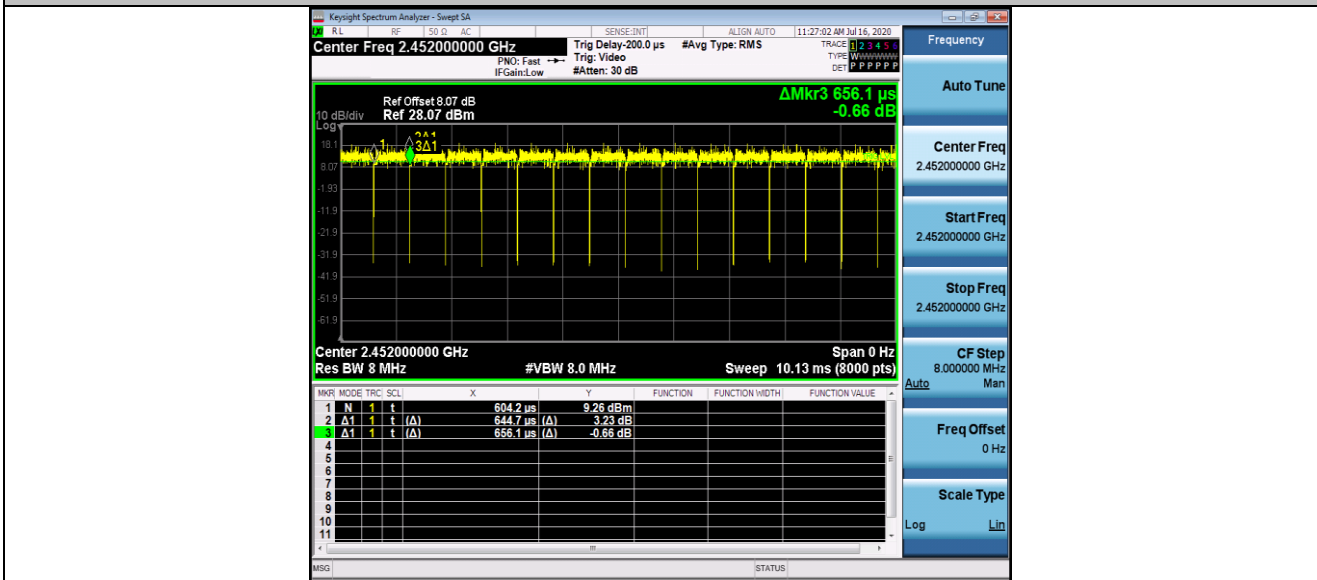 Keysight Spectrum Analyzer - Swept SA
RL RF 50 Ω AC SENSE:INT ALIGN AUTO 11:27:02 AM Jul 16, 2020
Center Freq 2.452000000 GHz
PNO: Fast
IFGain:Low
Trig Delay-200.0 µs
Trig: Video
#Atten: 30 dB
#Avg Type: RMS
TRACE 1 2 3 4 5 6
TYPE W
DET P P P P P P
Frequency
ΔMkr3 656.1 µs
-0.66 dB
Ref Offset 8.07 dB
10 dB/div Ref 28.07 dBm
Log
18.1
8.07
-1.93
-11.9
-21.9
-31.9
-41.9
-51.9
-61.9
1
2Δ1
3Δ1
Center 2.452000000 GHz Span 0 Hz
Res BW 8 MHz #VBW 8.0 MHz Sweep 10.13 ms (8000 pts)
MKR MODE TRC SCL X Y FUNCTION FUNCTION WIDTH FUNCTION VALUE
1 N 1 t 604.2 µs 9.26 dBm
2 Δ1 1 t (Δ) 644.7 µs (Δ) 3.23 dB
3 Δ1 1 t (Δ) 656.1 µs (Δ) -0.66 dB
4
5
6
7
8
9
10
11
MSG STATUS
Auto Tune
Center Freq
2.452000000 GHz
Start Freq
2.452000000 GHz
Stop Freq
2.452000000 GHz
CF Step
8.000000 MHz
Auto Man
Freq Offset
0 Hz
Scale Type
Log Lin